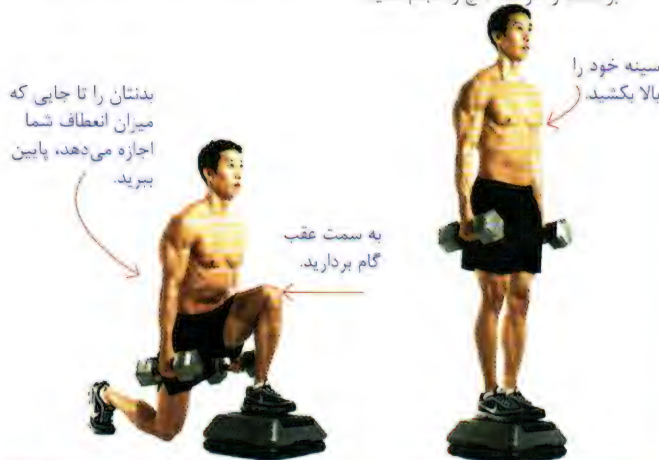 سینه خود را
بالا بکشید.
بدنتان را تا جایی که
میزان انعطاف شما
اجازه می‌دهد، پایین
ببرید.
به سمت عقب
گام بردارید.